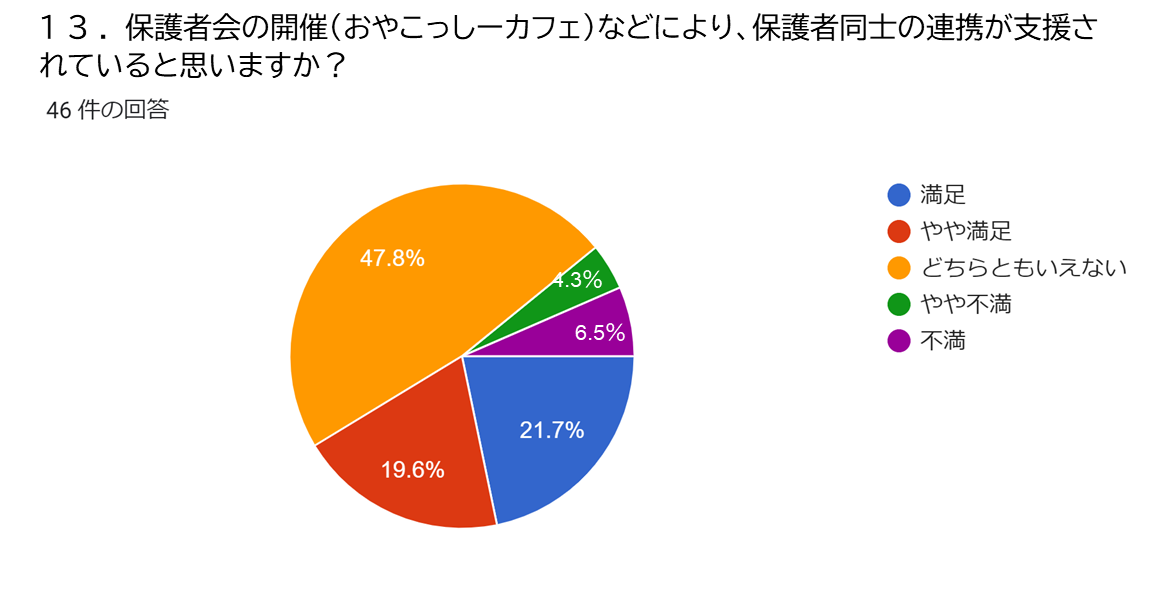 １３．保護者会の開催（おやこっしーカフェ）などにより、保護者同士の連携が支援さ
れていると思いますか？
46 件の回答
満足
やや満足
どちらともいえない
やや不満
不満
47.8%
4.3%
6.5%
21.7%
19.6%